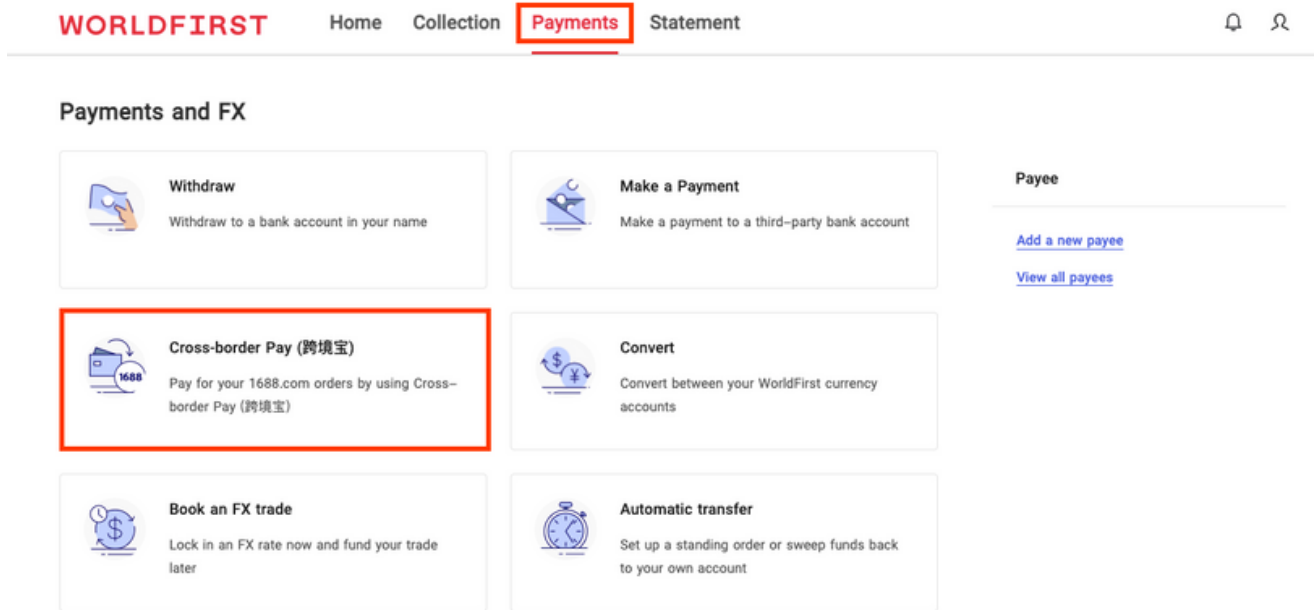 WORLDFIRST Home Collection Payments Statement
Payments and FX
Withdraw
Withdraw to a bank account in your name
Make a Payment
Make a payment to a third-party bank account
Payee
Add a new payee
View all payees
Cross-border Pay (跨境宝)
1688
Pay for your 1688.com orders by using Cross-
border Pay (跨境宝)
Convert
Convert between your WorldFirst currency
accounts
Book an FX trade
Lock in an FX rate now and fund your trade
later
Automatic transfer
Set up a standing order or sweep funds back
to your own account